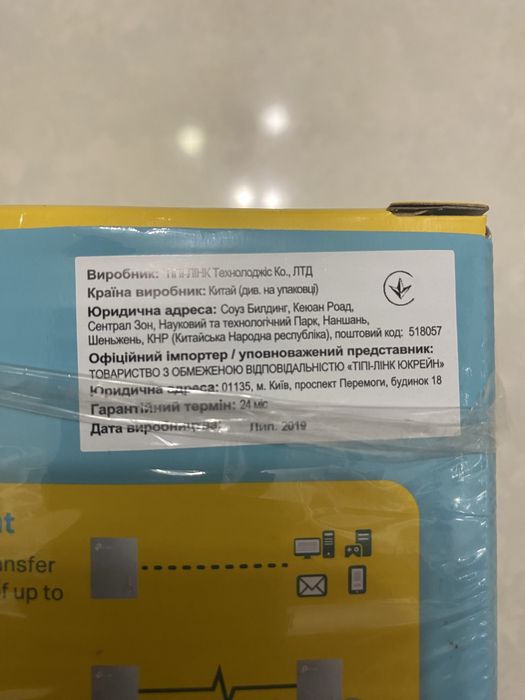 Виробник: ТІПІ-ЛІНК Технолоджіс Ко., ЛТД
Країна виробник: Китай (див. на упаковці)
Юридична адреса: Соуз Билдинг, Кеюан Роад,
Сентрал Зон, Науковий та технологічний Парк, Наншань,
Шеньжень, КНР (Китайська Народна республіка), поштовий код: 518057
Офіційний імпортер / уповноважений представник:
ТОВАРИСТВО З ОБМЕЖЕНОЮ ВІДПОВІДАЛЬНІСТЮ «ТІПІ-ЛІНК ЮКРЕЙН»
Юридична адреса: 01135, м. Київ, проспект Перемоги, будинок 18
Гарантійний термін: 24 міс
Дата виробництва: Лип. 2019
nt
ansfer
f up to